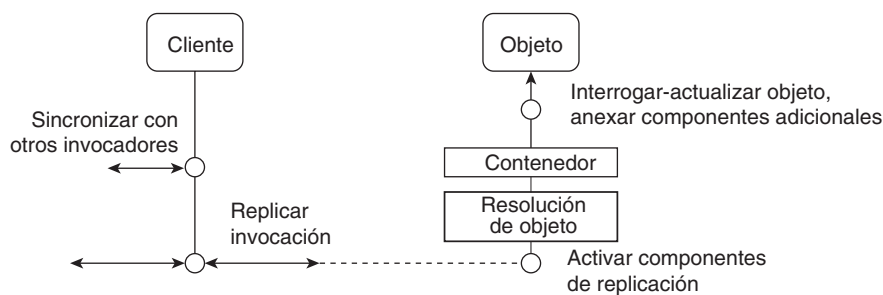 Cliente
Objeto
Interrogar-actualizar objeto,
anexar componentes adicionales
Sincronizar con
otros invocadores
Contenedor
Resolución
de objeto
Replicar
invocación
Activar componentes
de replicación